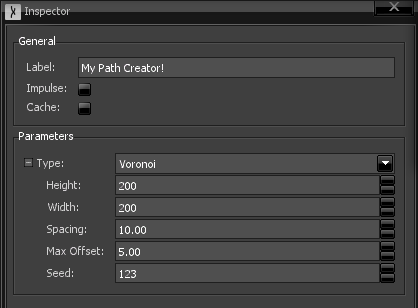 Inspector
General
Label: My Path Creator!
Impulse:
Cache:
Parameters
Type: Voronoi
Height: 200
Width: 200
Spacing: 10.00
Max Offset: 5.00
Seed: 123